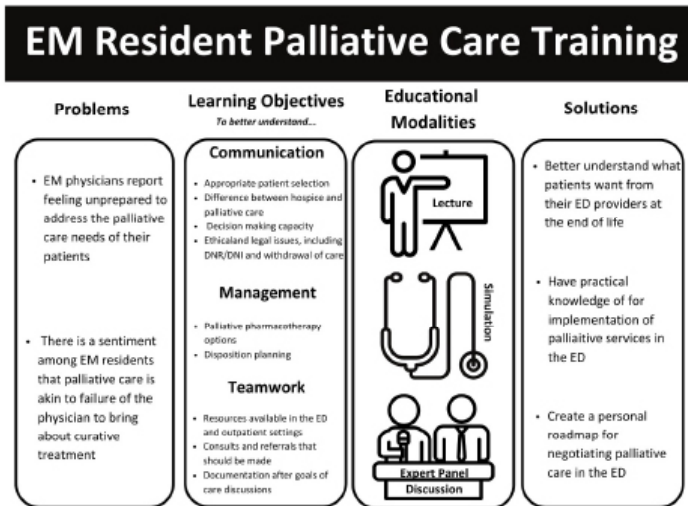 EM Resident Palliative Care Training
Problems
• EM physicians report
feeling unprepared to
address the palliative
care needs of their
patients
• There is a sentiment
among EM residents
that palliative care is
akin to failure of the
physician to bring
about curative
treatment
Learning Objectives
To better understand...
Communication
• Appropriate patient selection
• Difference between hospice and
palliative care
• Decision making capacity
• Ethicaland legal issues, including
DNR/DNI and withdrawal of care
Management
• Palliative pharmacotherapy
options
• Disposition planning
Teamwork
• Resources available in the ED
and outpatient settings
• Consults and referrals that
should be made
• Documentation after goals of
care discussions
Educational
Modalities
Lecture
Simulation
Expert Panel
Discussion
Solutions
• Better understand what
patients want from
their ED providers at
the end of life
• Have practical
knowledge of for
implementation of
palliaitive services in
the ED
• Create a personal
roadmap for
negotiating palliative
care in the ED